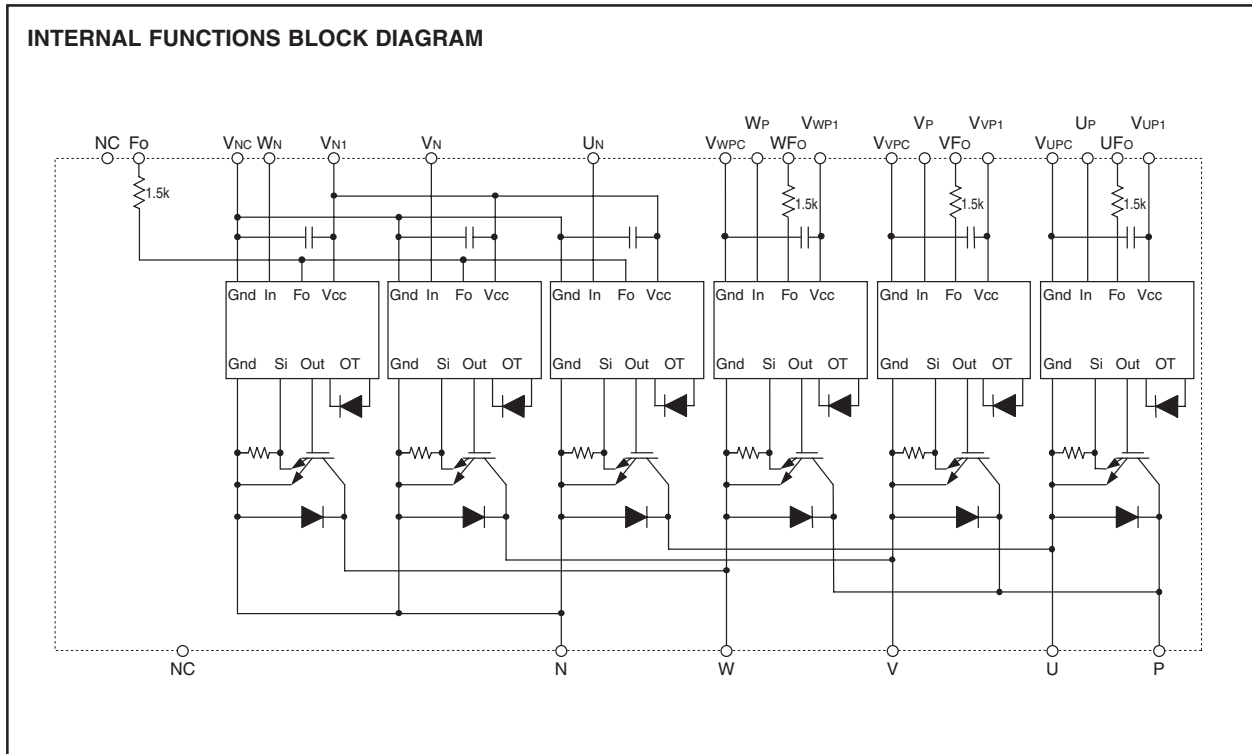 INTERNAL FUNCTIONS BLOCK DIAGRAM
WP VWP1 VP VVP1 UP VUP1
NC Fo VNC WN VN1 VN UN VWPC WFO VVPC VFO VUPC UFO
1.5k 1.5k 1.5k 1.5k
Gnd In Fo Vcc Gnd In Fo Vcc Gnd In Fo Vcc Gnd In Fo Vcc Gnd In Fo Vcc Gnd In Fo Vcc
Gnd Si Out OT Gnd Si Out OT Gnd Si Out OT Gnd Si Out OT Gnd Si Out OT Gnd Si Out OT
NC N W V U P